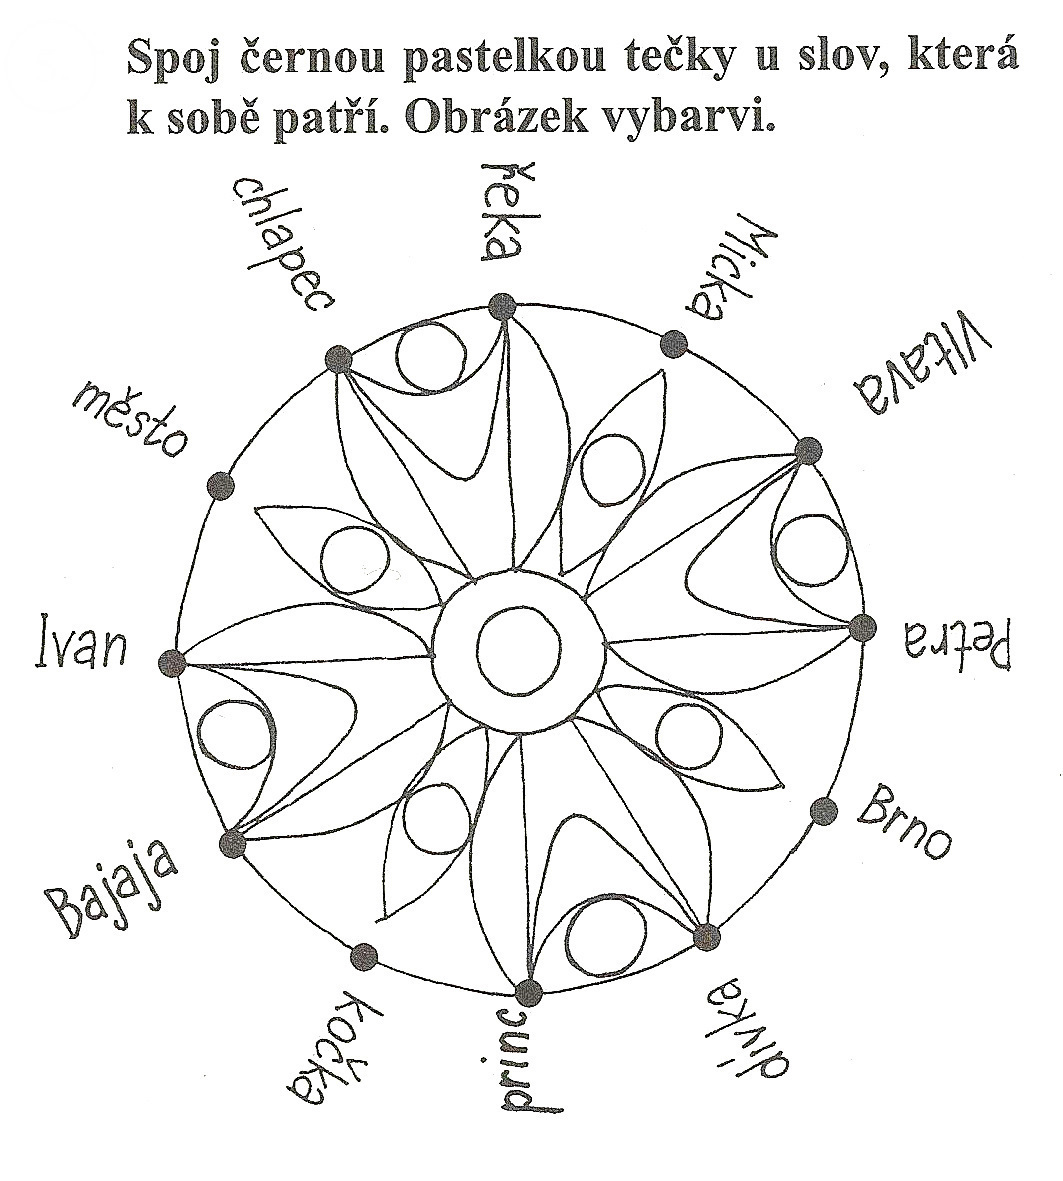 Spoj černou pastelkou tečky u slov, která
k sobě patří. Obrázek vybarvi.
řeka
Micka
Vltava
Petra
Brno
dívka
princ
kočka
Bajaja
Ivan
město
chlapec